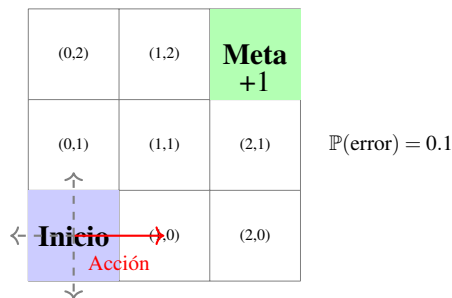 (0,2) (1,2) Meta
+1
(0,1) (1,1) (2,1) ℙ(error) = 0.1
Inicio (1,0) (2,0)
Acción